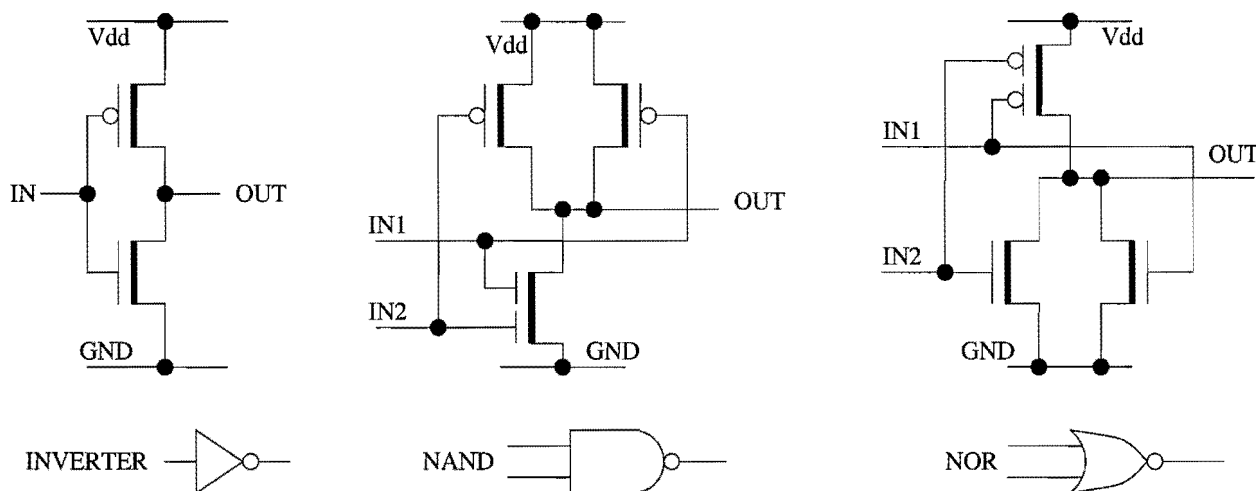 Vdd
IN
OUT
GND
INVERTER
Vdd
OUT
IN1
IN2
GND
NAND
Vdd
IN1
OUT
IN2
GND
NOR